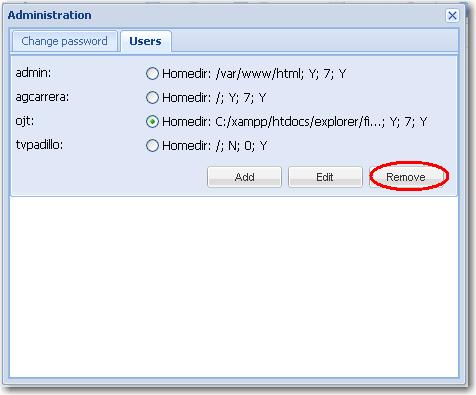 Administration
Change password Users
admin: Homedir: /var/www/html; Y; 7; Y
agcarrera: Homedir: /; Y; 7; Y
ojt: Homedir: C:/xampp/htdocs/explorer/fi...; Y; 7; Y
tvpadillo: Homedir: /; N; 0; Y
Add Edit Remove